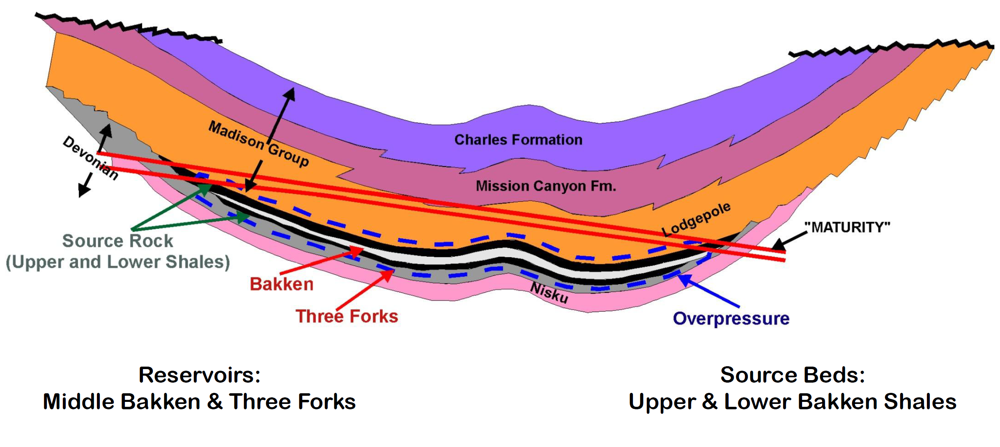 Charles Formation
Madison Group
Devonian
Mission Canyon Fm.
Lodgepole
"MATURITY"
Source Rock
(Upper and Lower Shales)
Bakken
Nisku
Three Forks
Overpressure
Reservoirs:
Middle Bakken & Three Forks
Source Beds:
Upper & Lower Bakken Shales